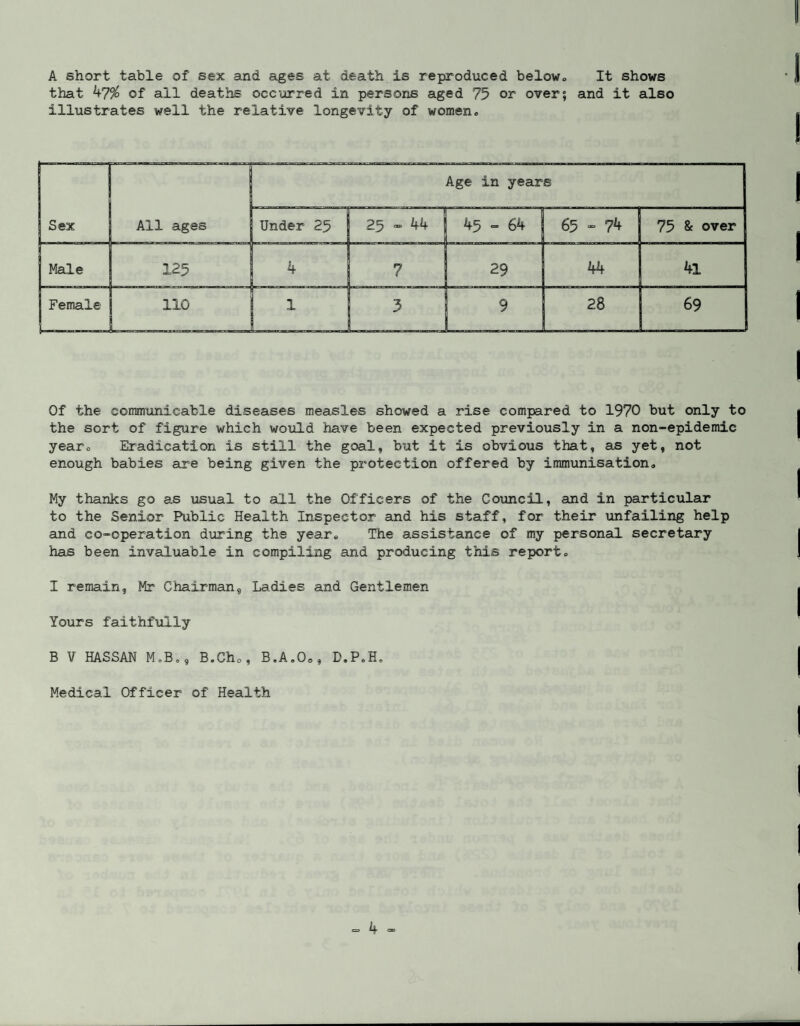 A short table of sex and ages at death is reproduced below. It shows
that 47% of all deaths occurred in persons aged 75 or over; and it also
illustrates well the relative longevity of women.
Age in years
Sex All ages Under 25 25 - 44 45 - 64 65 - 74 75 & over
Male 125 4 7 29 44 41
Female 110 1 3 9 28 69
Of the communicable diseases measles showed a rise compared to 1970 but only to
the sort of figure which would have been expected previously in a non-epidemic
year. Eradication is still the goal, but it is obvious that, as yet, not
enough babies are being given the protection offered by immunisation.
My thanks go as usual to all the Officers of the Council, and in particular
to the Senior Public Health Inspector and his staff, for their unfailing help
and co-operation during the year. The assistance of my personal secretary
has been invaluable in compiling and producing this report.
I remain, Mr Chairman, Ladies and Gentlemen
Yours faithfully
B V HASSAN M.B., B.Ch., B.A.O., D.P.H.
Medical Officer of Health
- 4 -